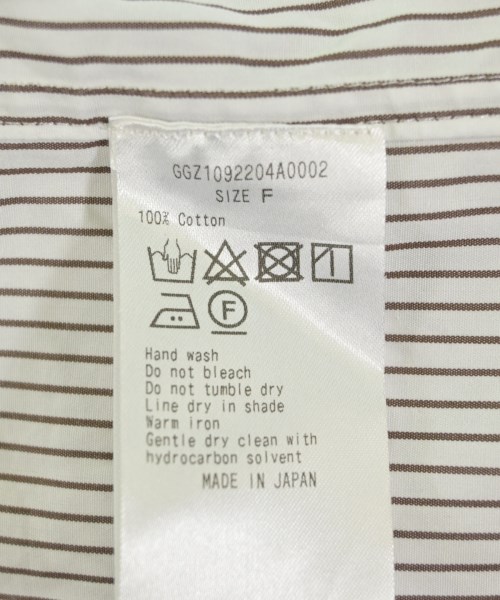 GGZ1092204A0002
SIZE F
100% Cotton
F
Hand wash
Do not bleach
Do not tumble dry
Line dry in shade
Warm iron
Gentle dry clean with
hydrocarbon solvent
MADE IN JAPAN